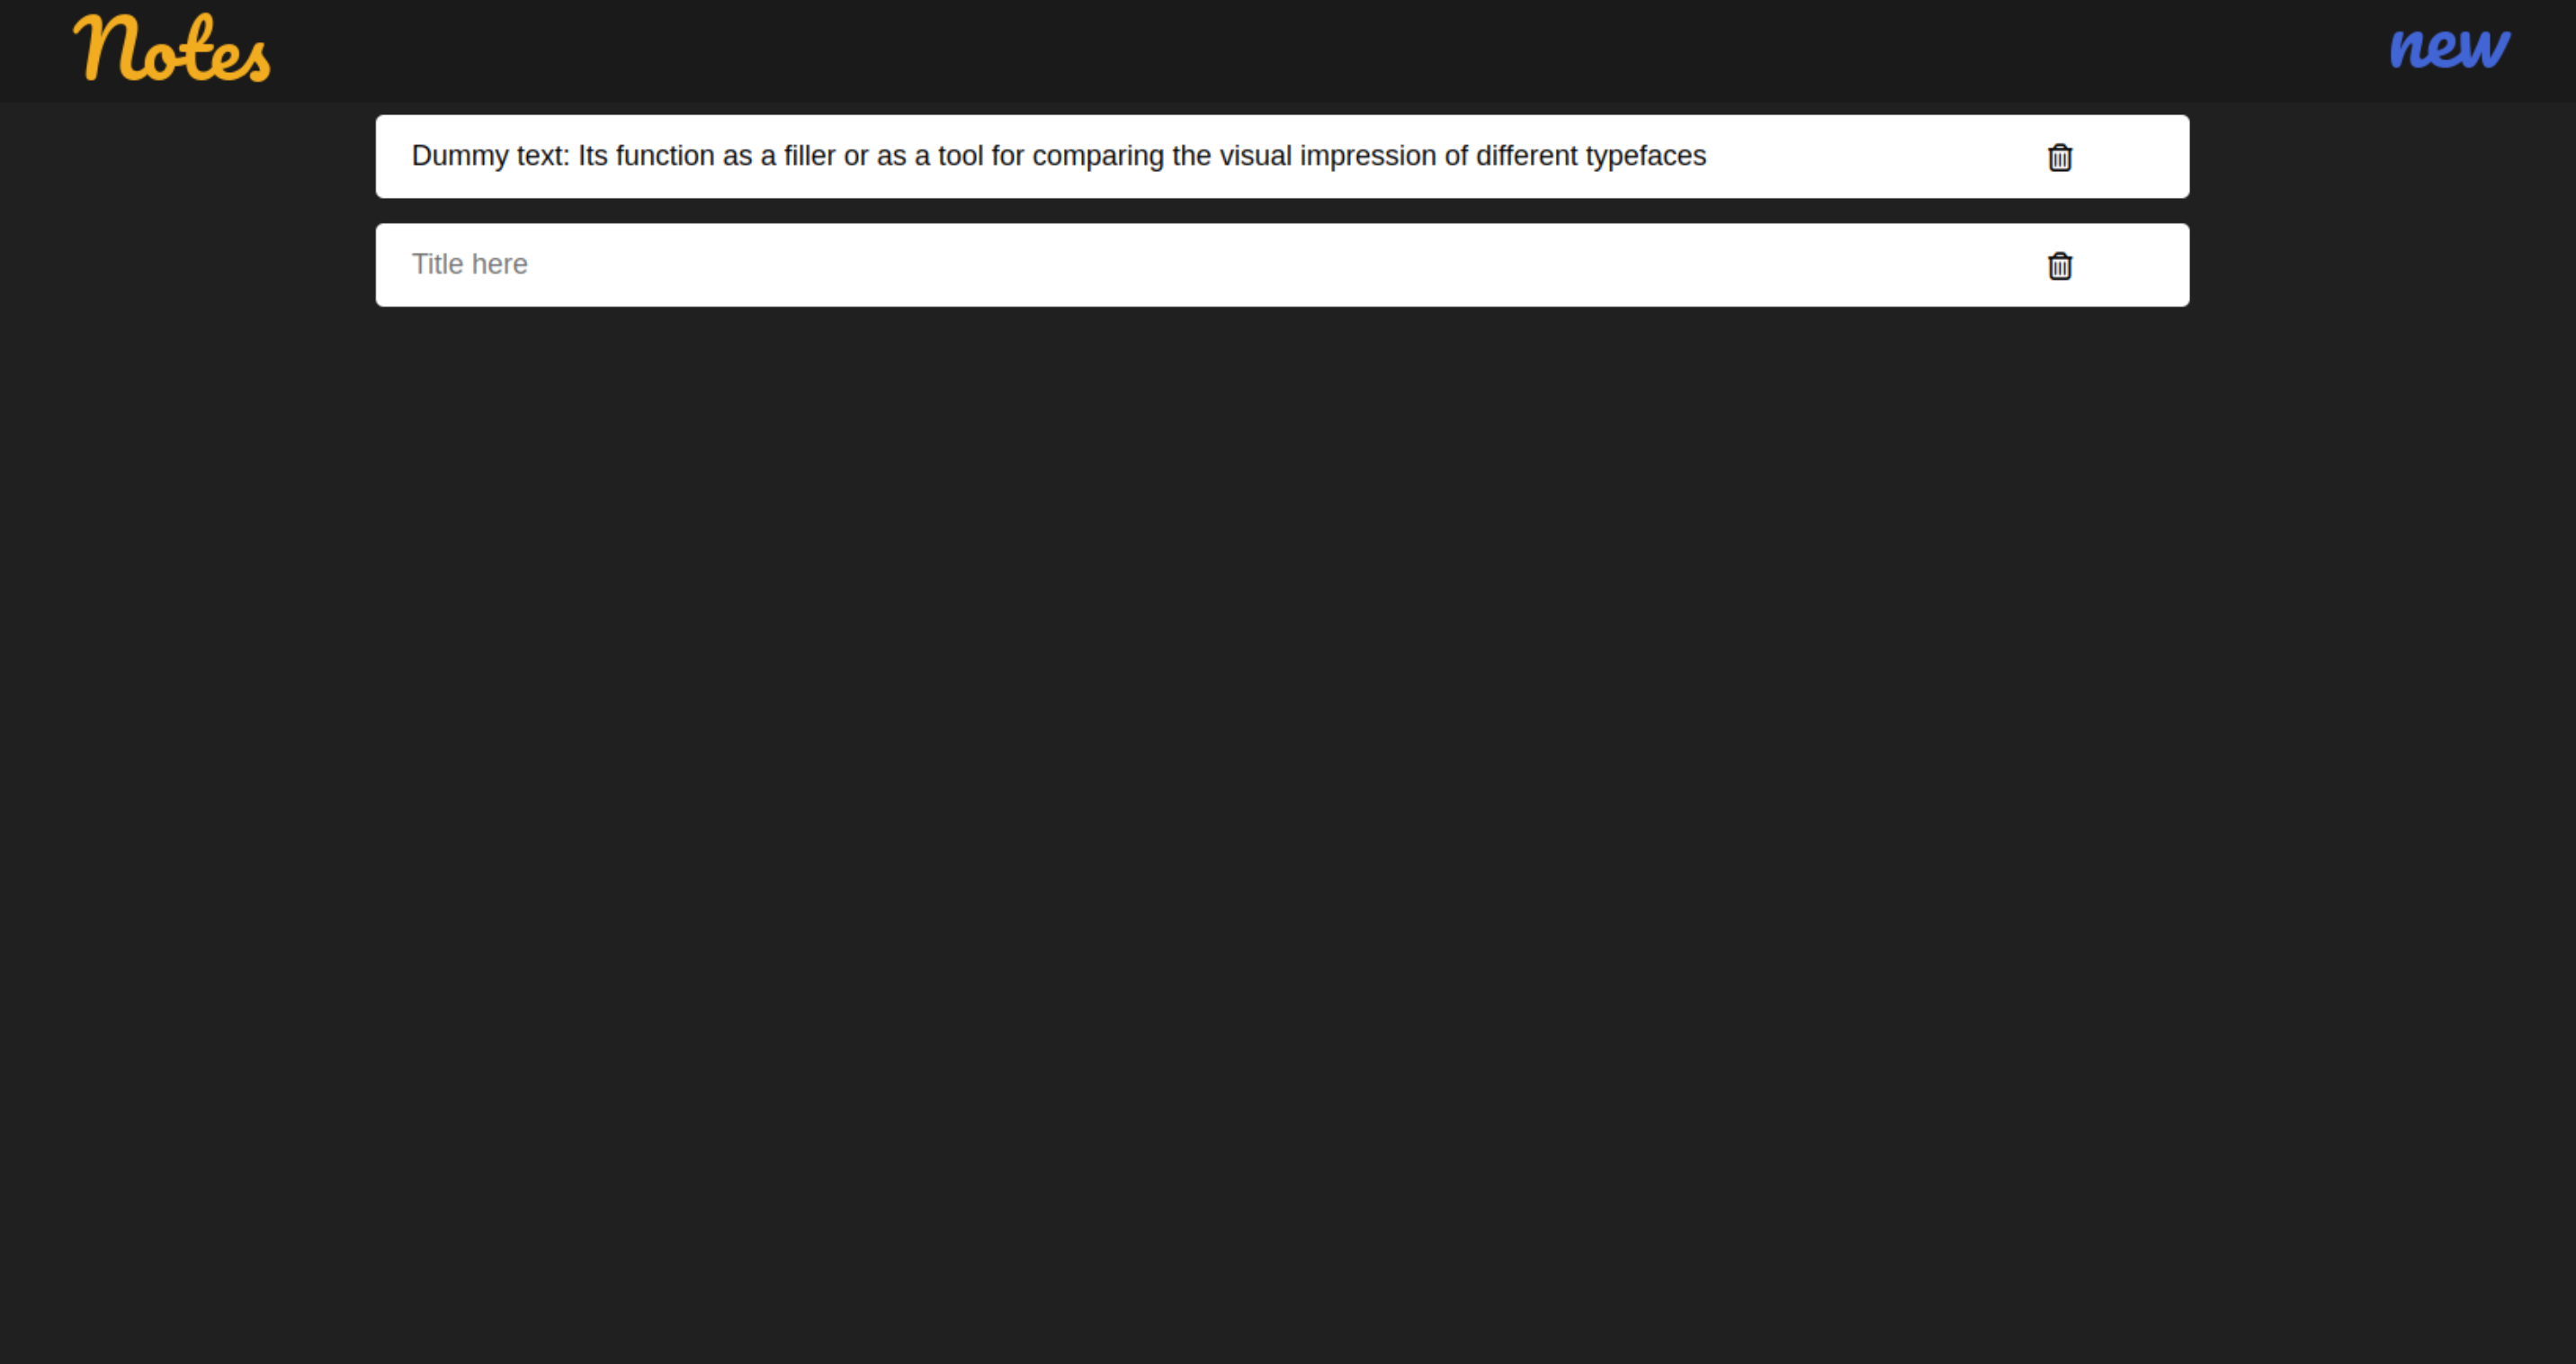 Notes
new
Dummy text: Its function as a filler or as a tool for comparing the visual impression of different typefaces
Title here